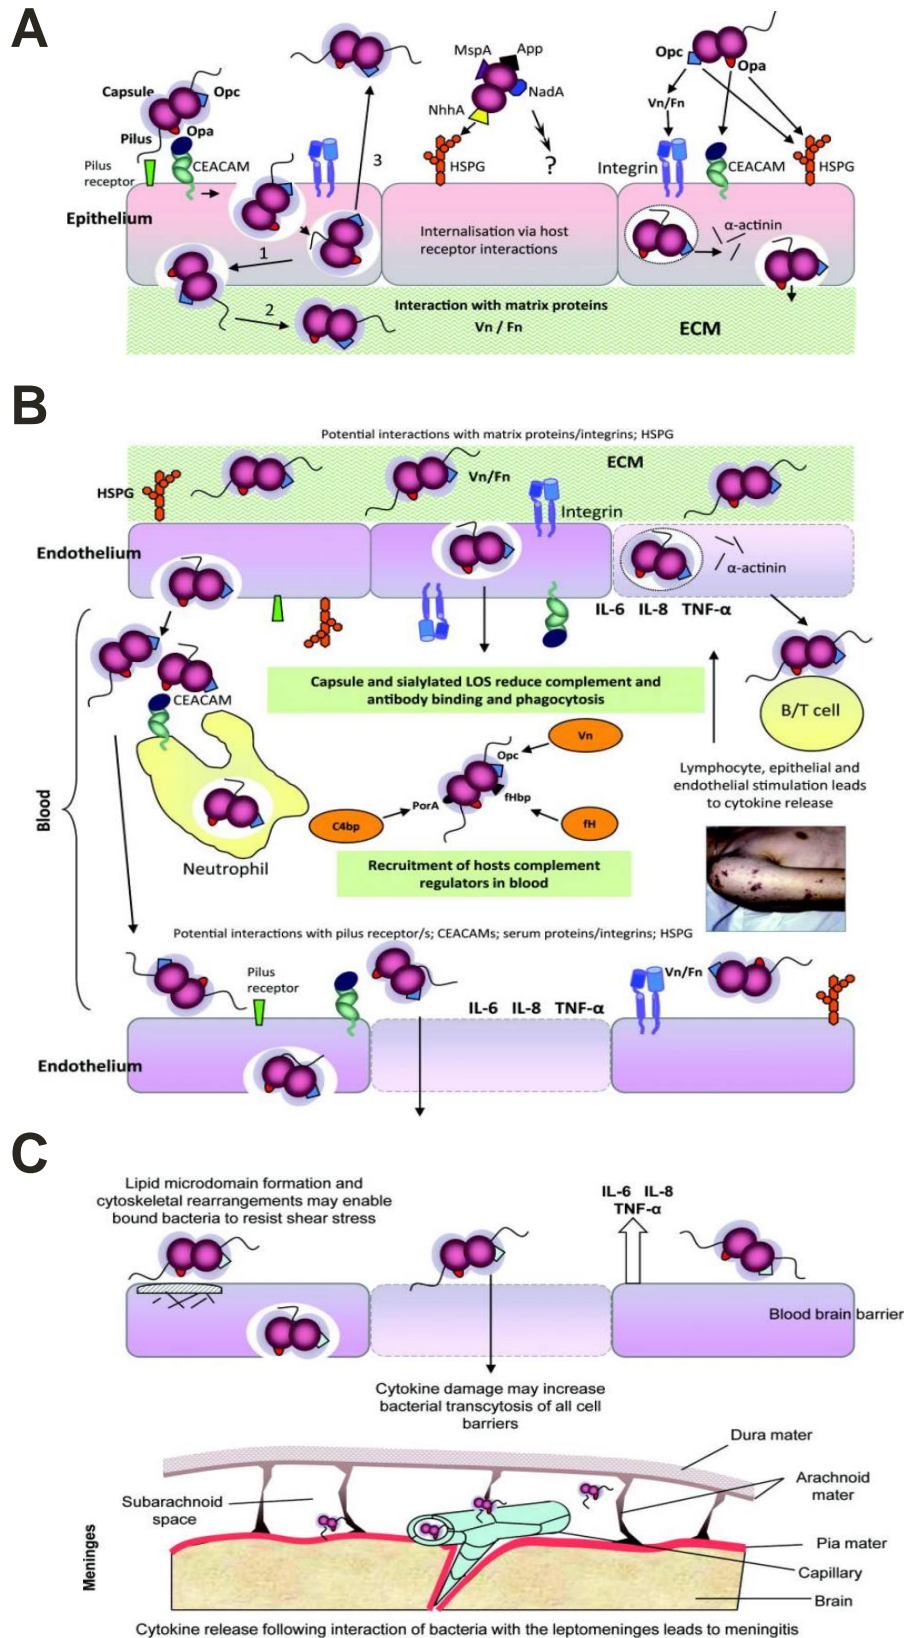 A
MspA
App
Opc
Opa
Capsule
Opc
NadA
Vn/Fn
Pilus
Opa
NhhA
Pilus
receptor
CEACAM
3
HSPG
?
Integrin
CEACAM
HSPG
Epithelium
Internalisation via host
receptor interactions
α-actinin
1
2
Interaction with matrix proteins
Vn / Fn
ECM
B
Potential interactions with matrix proteins/integrins; HSPG
ECM
HSPG
Vn/Fn
Integrin
Endothelium
α-actinin
IL-6 IL-8 TNF-α
Capsule and sialylated LOS reduce complement and
antibody binding and phagocytosis
CEACAM
B/T cell
Vn
Opc
Lymphocyte, epithelial and
endothelial stimulation leads
to cytokine release
Blood
PorA
fHbp
C4bp
fH
Neutrophil
Recruitment of hosts complement
regulators in blood
Potential interactions with pilus receptor/s; CEACAMs; serum proteins/integrins; HSPG
Pilus
receptor
Vn/Fn
IL-6 IL-8 TNF-α
Endothelium
C
Lipid microdomain formation and
cytoskeletal rearrangements may enable
bound bacteria to resist shear stress
IL-6 IL-8
TNF-α
Blood brain barrier
Cytokine damage may increase
bacterial transcytosis of all cell
barriers
Dura mater
Arachnoid
mater
Subarachnoid
space
Pia mater
Capillary
Brain
Meninges
Cytokine release following interaction of bacteria with the leptomeninges leads to meningitis